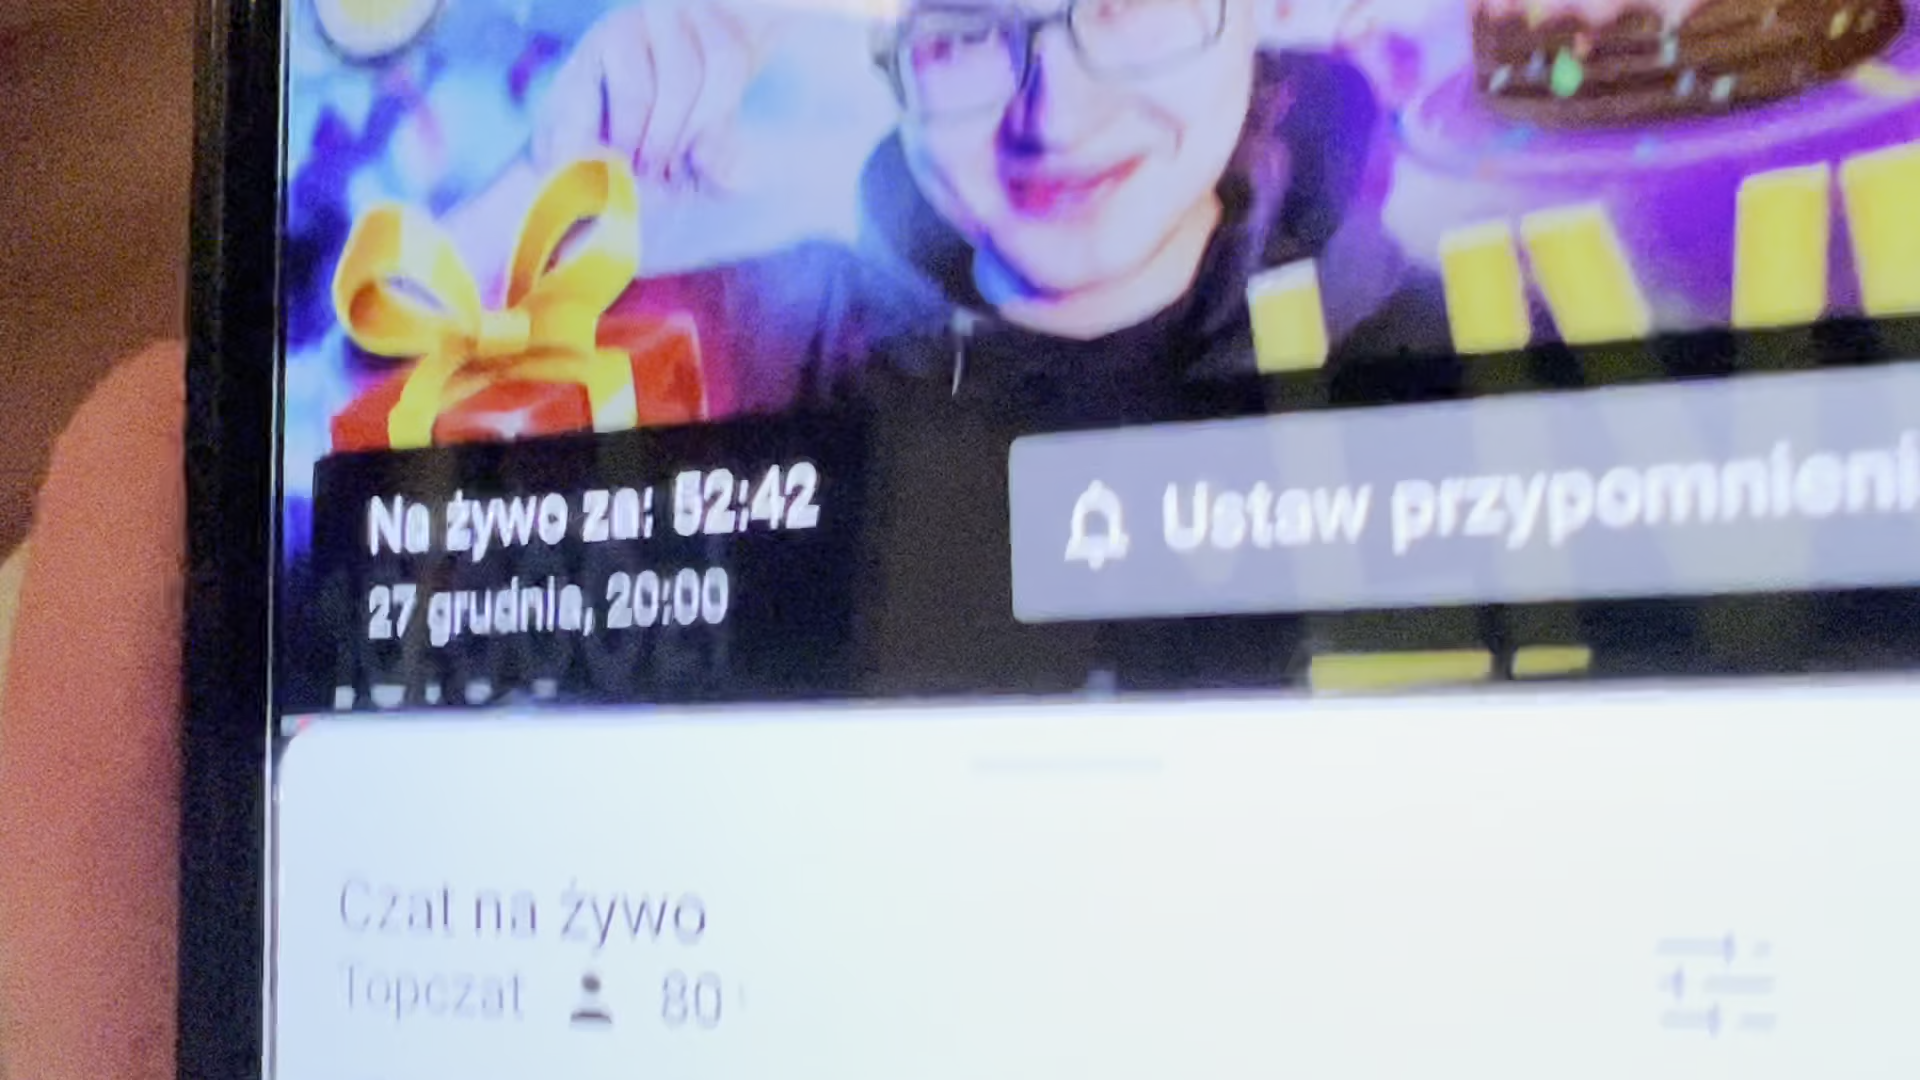 Na żywo za: 52:42
27 grudnia, 20:00
Ustaw przypomnieni
Czat na żywo
Topczat 80